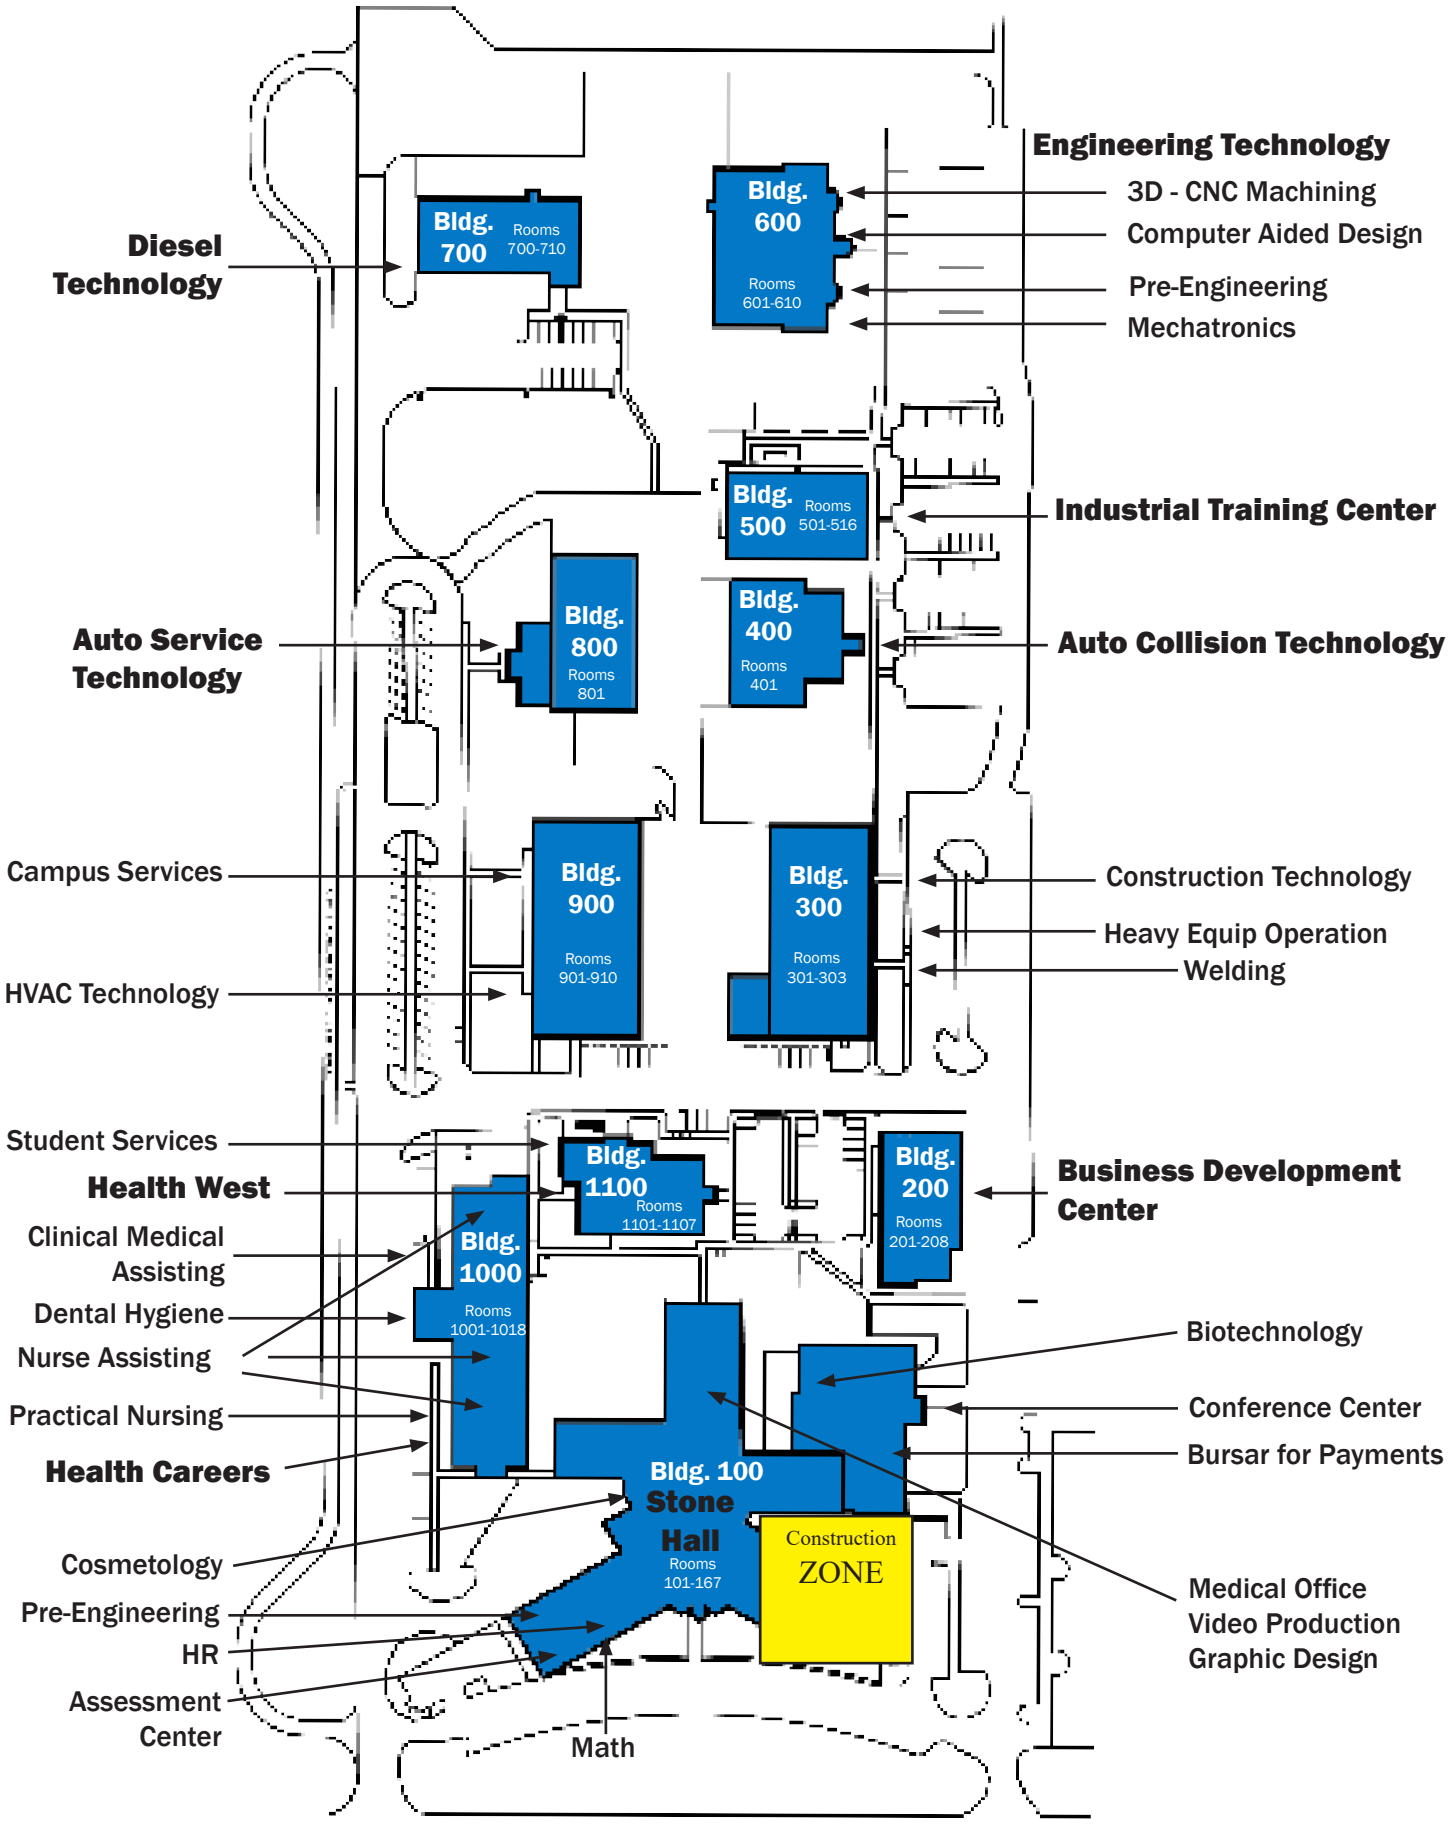 Engineering Technology
3D - CNC Machining
Computer Aided Design
Pre-Engineering
Mechatronics
Bldg.
600
Rooms
601-610
Bldg.
700
Rooms
700-710
Diesel
Technology
Bldg.
500
Rooms
501-516
Industrial Training Center
Bldg.
400
Rooms
401
Auto Collision Technology
Bldg.
800
Rooms
801
Auto Service
Technology
Campus Services
HVAC Technology
Bldg.
900
Rooms
901-910
Bldg.
300
Rooms
301-303
Construction Technology
Heavy Equip Operation
Welding
Student Services
Health West
Bldg.
1100
Rooms
1101-1107
Bldg.
200
Rooms
201-208
Business Development
Center
Clinical Medical
Assisting
Dental Hygiene
Nurse Assisting
Practical Nursing
Health Careers
Bldg.
1000
Rooms
1001-1018
Biotechnology
Conference Center
Bursar for Payments
Bldg. 100
Stone
Hall
Rooms
101-167
Construction
ZONE
Cosmetology
Pre-Engineering
HR
Assessment
Center
Math
Medical Office
Video Production
Graphic Design